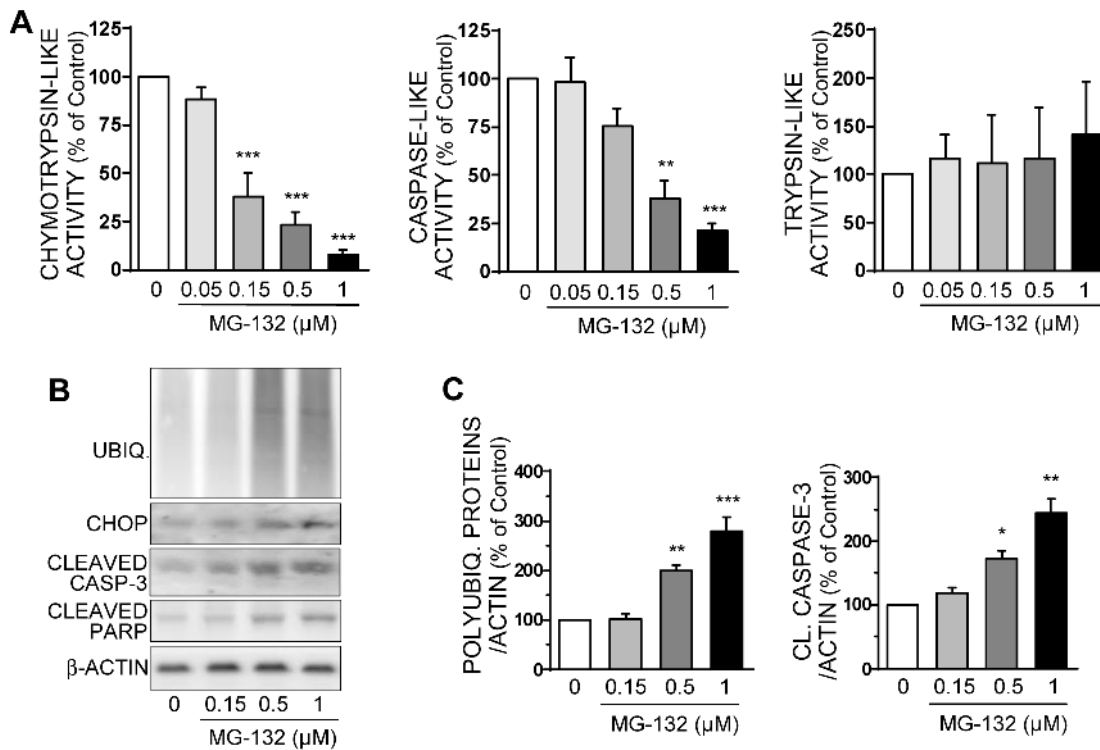 A
CHYMOTRYPSIN-LIKE
ACTIVITY (% of Control)
125
100
75
50
25
0
***
***
***
0
0.05 0.15 0.5 1
MG-132 (µM)
CASPASE-LIKE
ACTIVITY (% of Control)
125
100
75
50
25
0
**
***
0
0.05 0.15 0.5 1
MG-132 (µM)
TRYPSIN-LIKE
ACTIVITY (% of Control)
250
200
150
100
50
0
0
0.05 0.15 0.5 1
MG-132 (µM)
B
UBIQ.
CHOP
CLEAVED
CASP-3
CLEAVED
PARP
β-ACTIN
0 0.15 0.5 1
MG-132 (µM)
C
POLYUBIQ. PROTEINS
/ACTIN (% of Control)
400
300
200
100
0
**
***
0 0.15 0.5 1
MG-132 (µM)
CL. CASPASE-3
/ACTIN (% of Control)
300
250
200
150
100
50
0
*
**
0 0.15 0.5 1
MG-132 (µM)